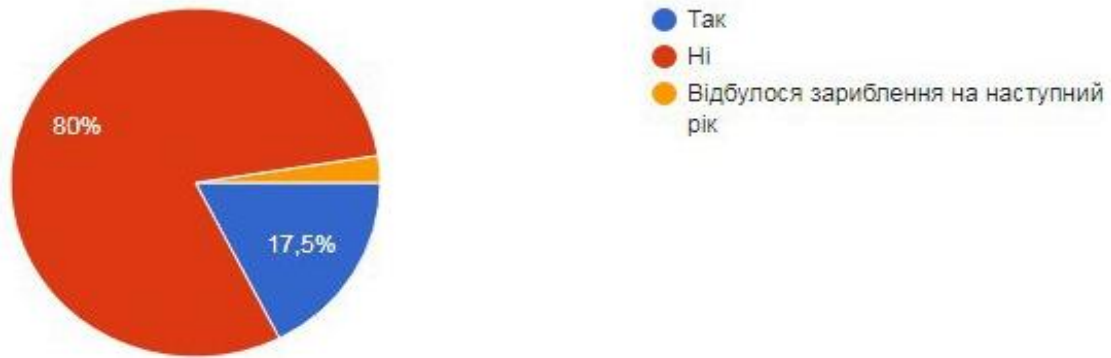 Так
Ні
Відбулося зариблення на наступний
рік
80%
17,5%